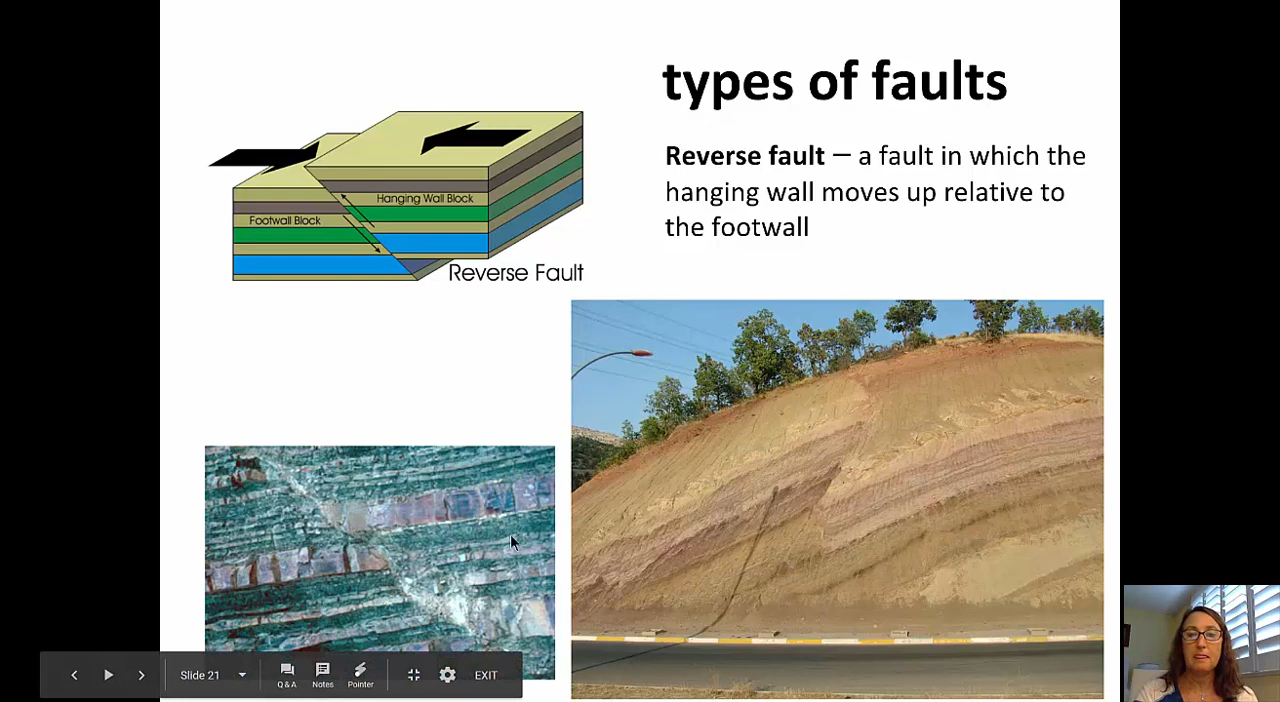 types of faults
Reverse fault – a fault in which the
hanging wall moves up relative to
the footwall
Hanging Wall Block
Footwall Block
Reverse Fault
Slide 21
Q & A
Notes
Pointer
EXIT